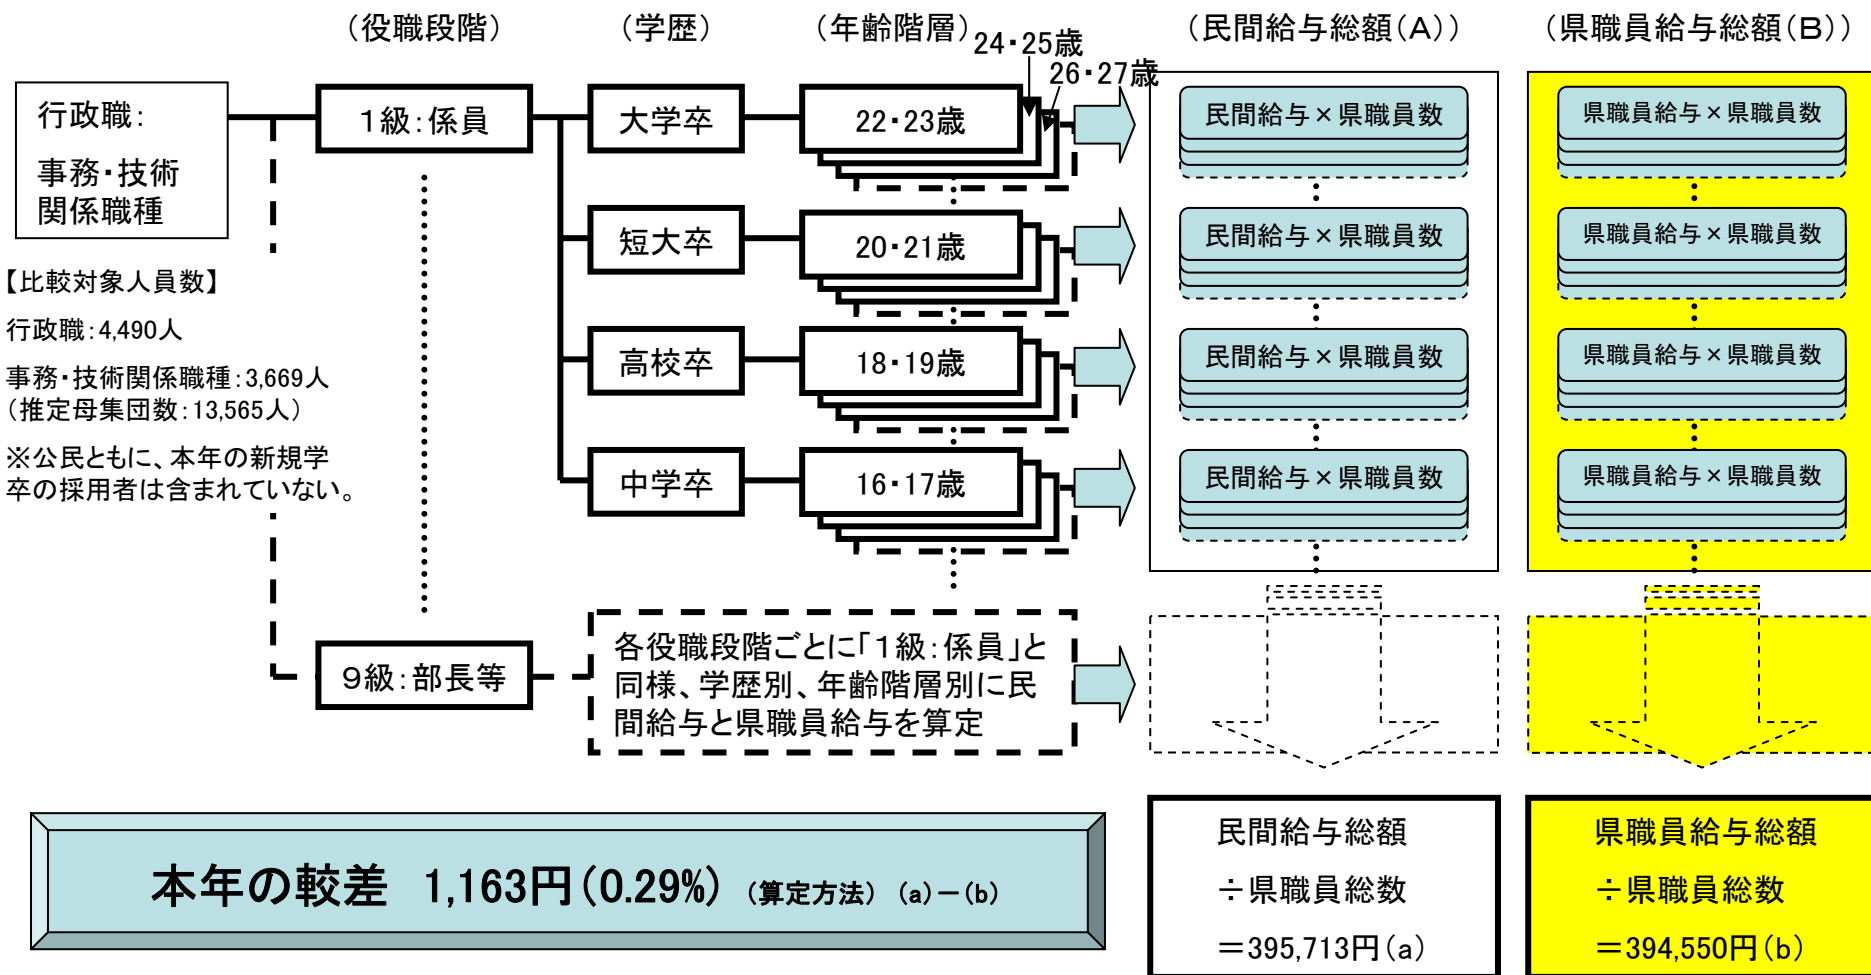 （役職段階）
（学歴）
（年齢階層）
24・25歳
26・27歳
（民間給与総額（A））
（県職員給与総額（B））
行政職：
事務・技術
関係職種
1級：係員
大学卒
22・23歳
民間給与×県職員数
県職員給与×県職員数
短大卒
20・21歳
民間給与×県職員数
県職員給与×県職員数
高校卒
18・19歳
民間給与×県職員数
県職員給与×県職員数
中学卒
16・17歳
民間給与×県職員数
県職員給与×県職員数
【比較対象人員数】
行政職：4,490人
事務・技術関係職種：3,669人
（推定母集団数：13,565人）
※公民ともに、本年の新規学
卒の採用者は含まれていない。
９級：部長等
各役職段階ごとに「１級：係員」と
同様、学歴別、年齢階層別に民
間給与と県職員給与を算定
本年の較差　1,163円（0.29%）（算定方法）（a）－（b）
民間給与総額
÷県職員総数
＝395,713円（a）
県職員給与総額
÷県職員総数
＝394,550円（b）